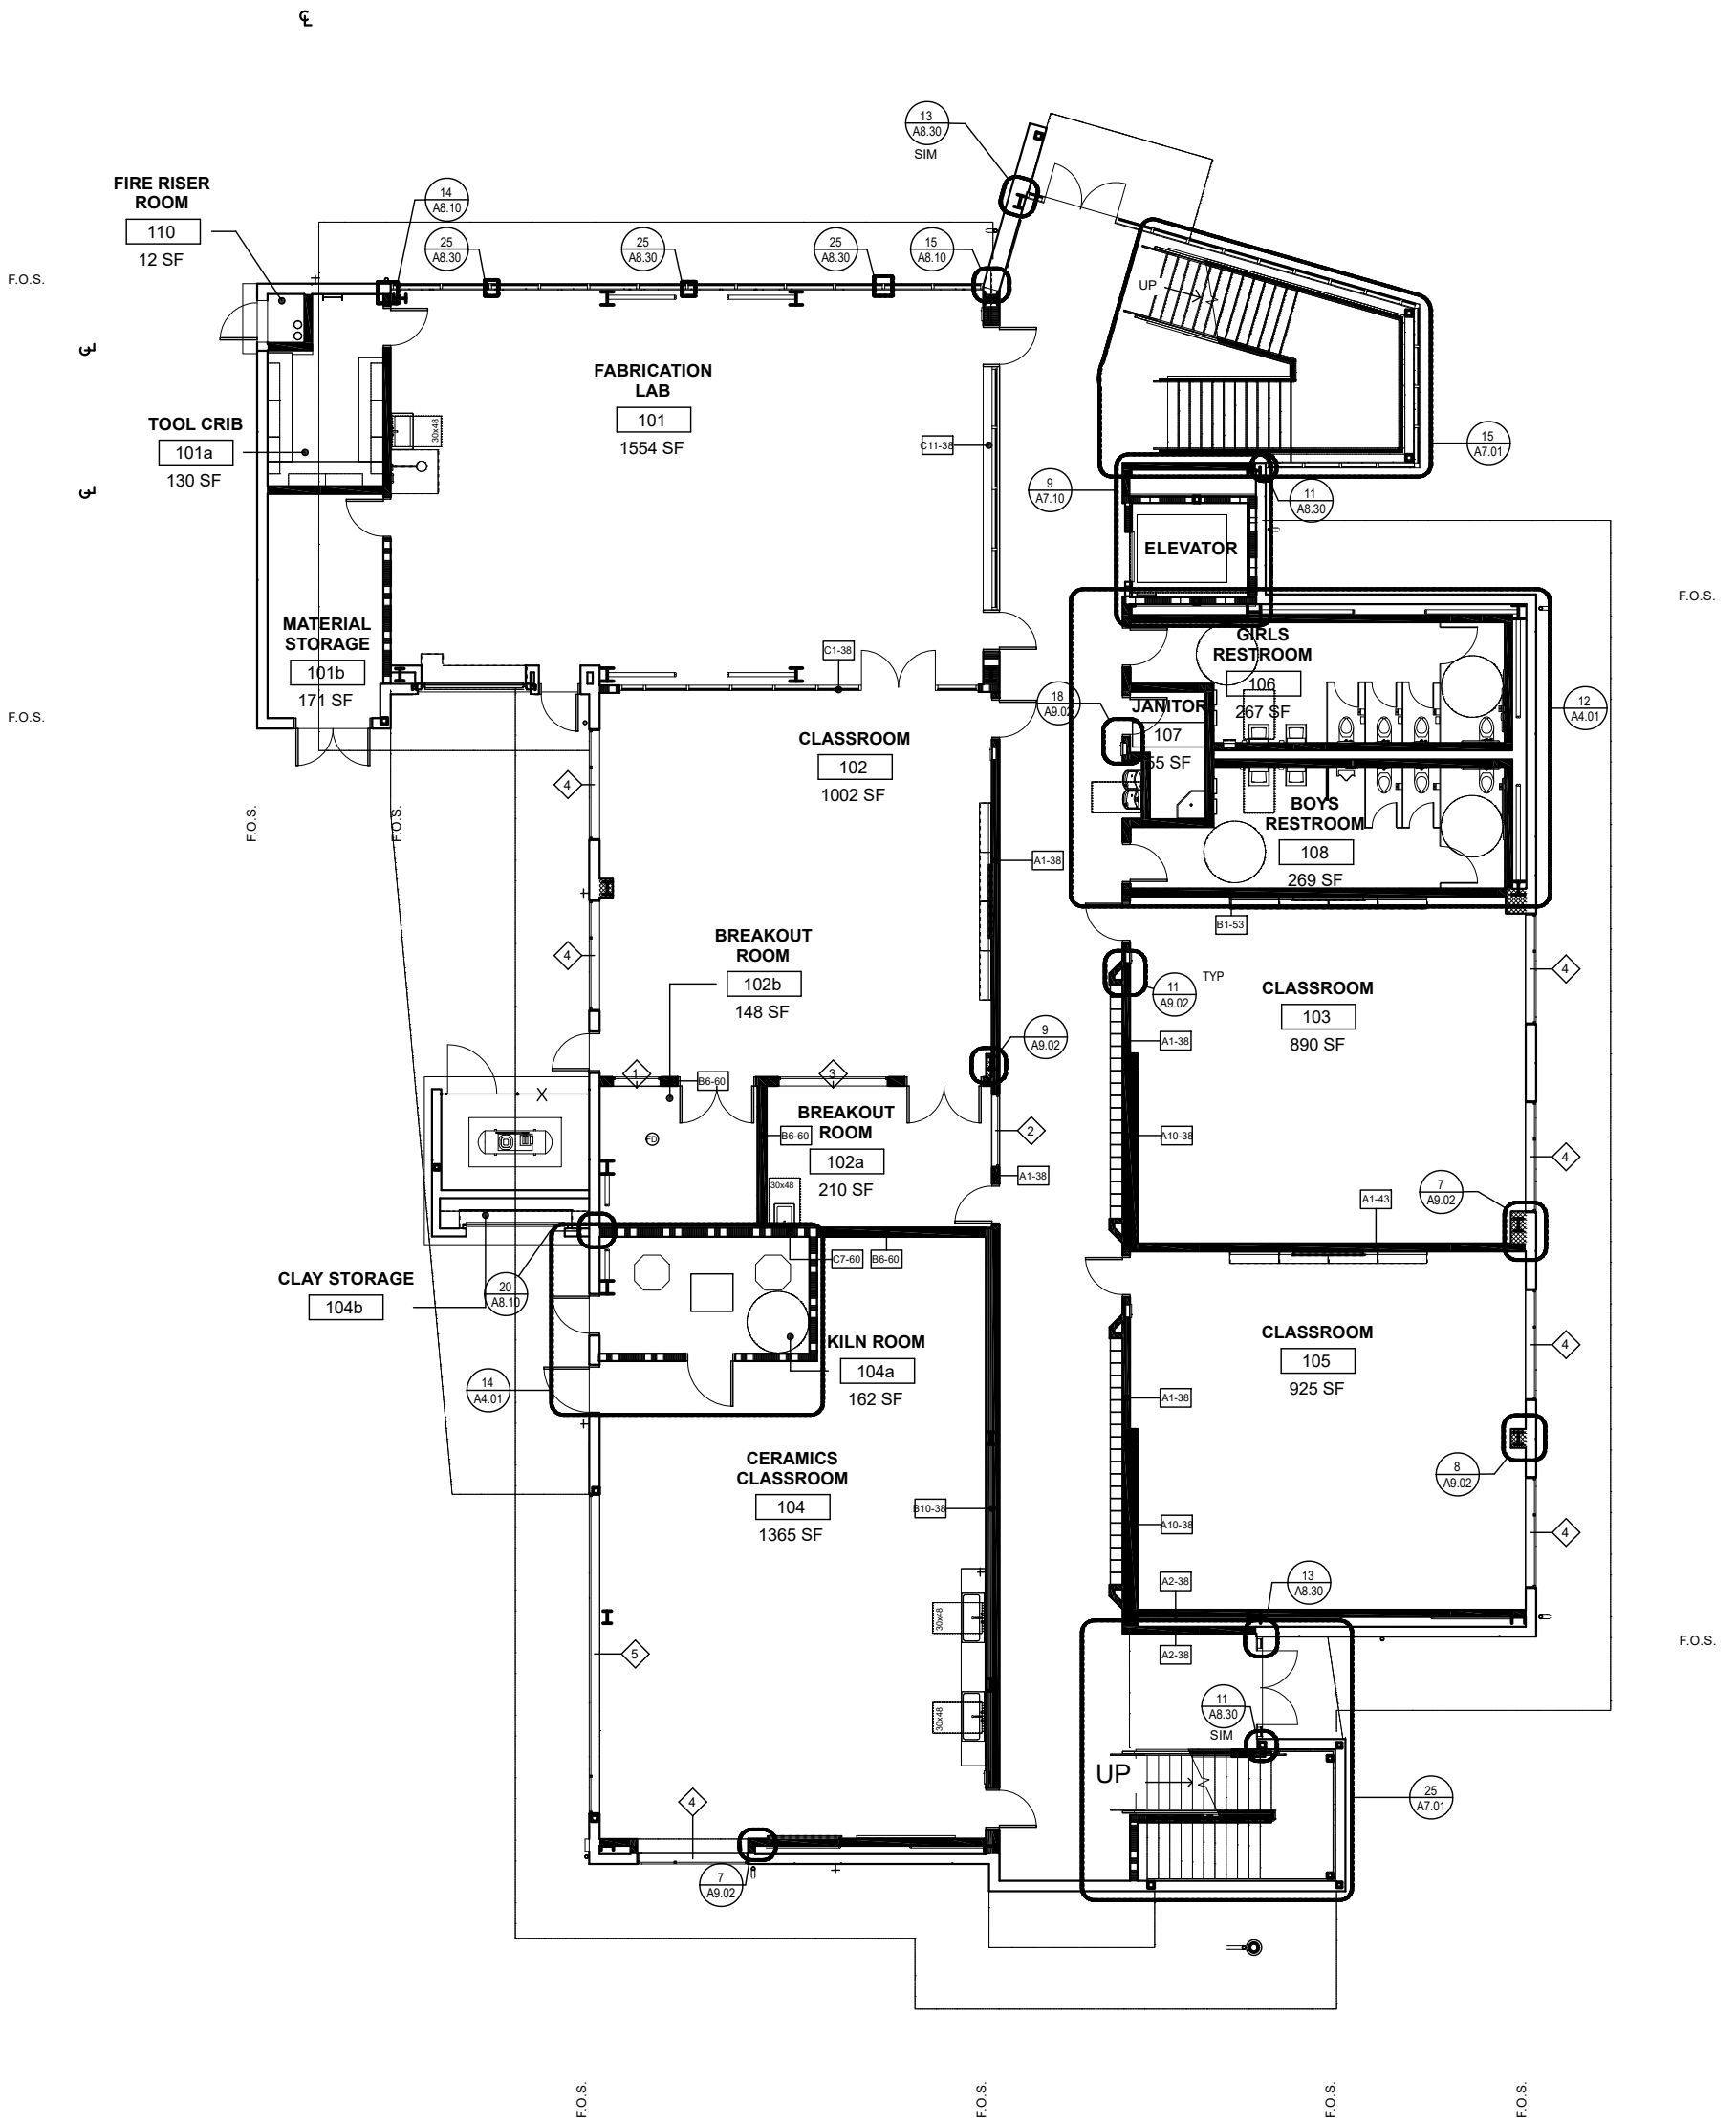 ℄
13
A8.30
SIM
FIRE RISER
ROOM
110
12 SF
14
A8.10
25
A8.30
25
A8.30
25
A8.30
15
A8.10
F.O.S.
UP
℄
FABRICATION
LAB
101
1554 SF
TOOL CRIB
101a
130 SF
30x48
C11-38
15
A7.01
℄
9
A7.10
11
A8.30
ELEVATOR
F.O.S.
MATERIAL
STORAGE
101b
171 SF
C1-38
GIRLS
RESTROOM
106
267 SF
18
A9.02
JANITOR
107
55 SF
12
A4.01
F.O.S.
CLASSROOM
102
1002 SF
4
F.O.S.
F.O.S.
BOYS
RESTROOM
108
269 SF
A1-38
B1-53
BREAKOUT
ROOM
102b
148 SF
4
TYP
11
A9.02
CLASSROOM
103
890 SF
4
9
A9.02
A1-38
1
B6-60
3
X
BREAKOUT
ROOM
102a
210 SF
B6-60
FD
2
A10-38
4
A1-38
30x48
7
A9.02
A1-43
C7-60
B6-60
CLAY STORAGE
104b
20
A8.10
KILN ROOM
104a
162 SF
CLASSROOM
105
925 SF
4
14
A4.01
A1-38
CERAMICS
CLASSROOM
104
1365 SF
B10-38
8
A9.02
A10-38
4
A2-38
13
A8.30
30x48
5
A2-38
F.O.S.
30x48
11
A8.30
SIM
UP
4
25
A7.01
7
A9.02
F.O.S.
F.O.S.
F.O.S.
F.O.S.